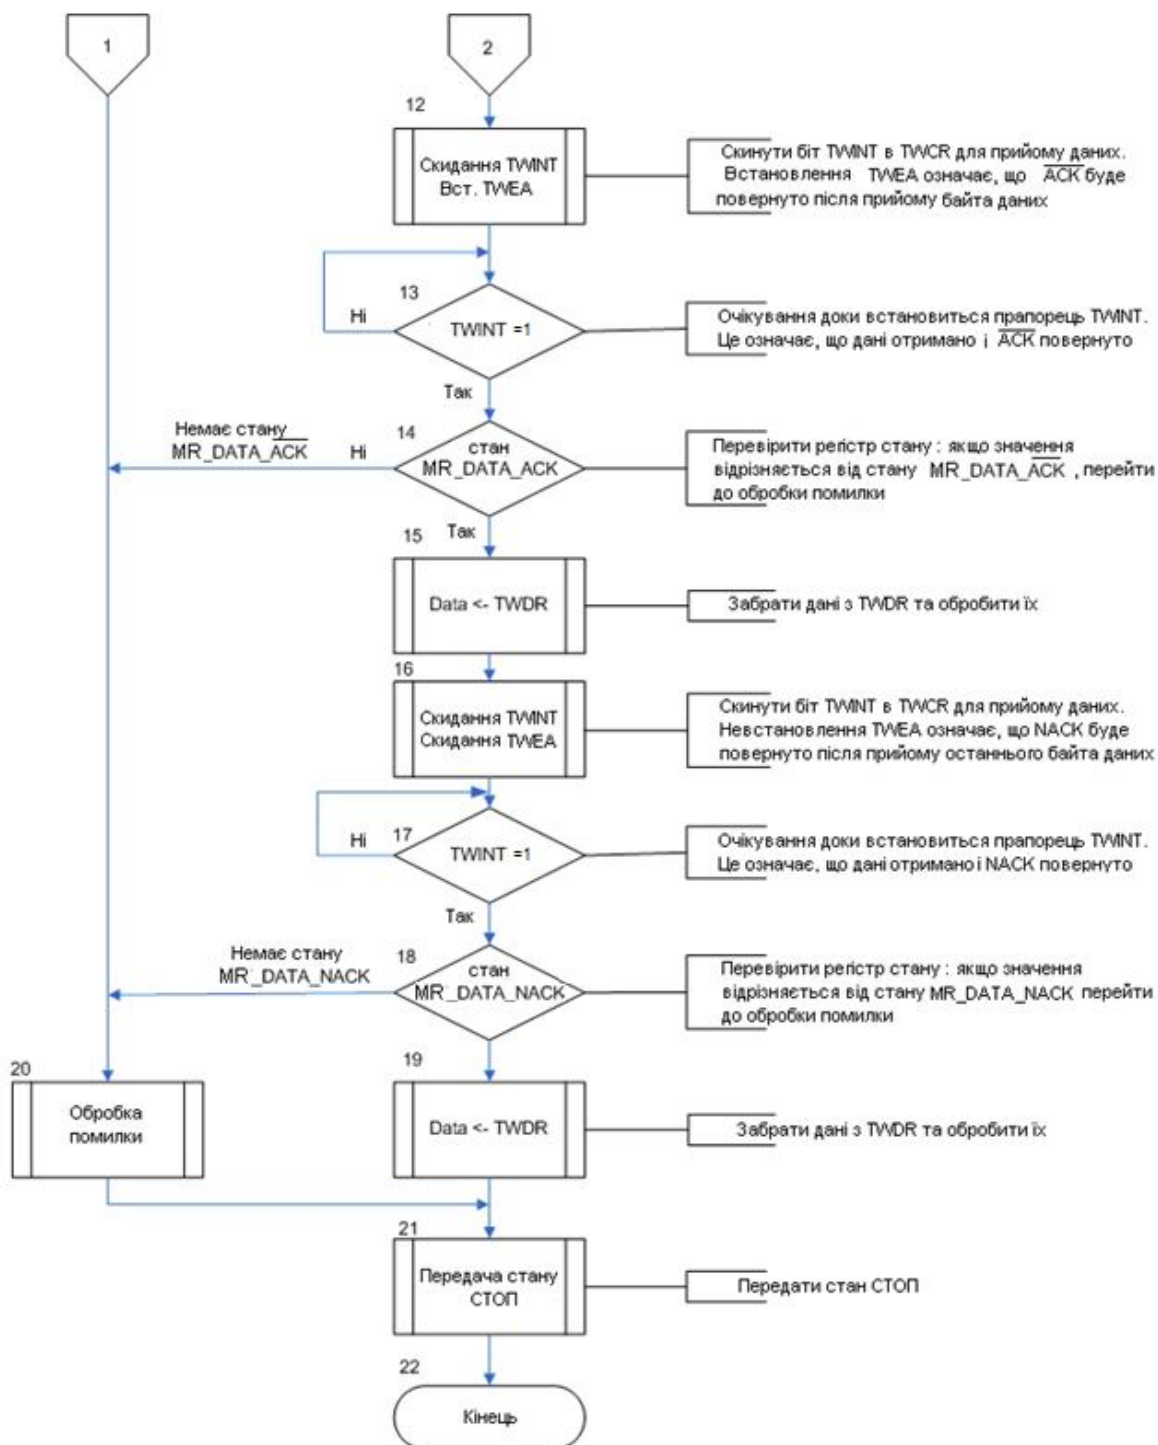 1
2
12
Скидання TWINT
Вст. TWEA
Скинути біт TWINT в TWCR для прийому даних.
Встановлення TWEA означає, що ACK буде
повернуто після прийому байта даних
13
Ні
TWINT =1
Очікування доки встановиться прапорець TWINT.
Це означає, що дані отримано і ACK повернуто
Так
Немає стану
MR_DATA_ACK
Ні
14
стан
MR_DATA_ACK
Перевірити регістр стану : якщо значення
відрізняється від стану MR_DATA_ACK , перейти
до обробки помилки
Так
15
Data <- TWDR
Забрати дані з TWDR та обробити їх
16
Скидання TWINT
Скидання TWEA
Скинути біт TWINT в TWCR для прийому даних.
Невстановлення TWEA означає, що NACK буде
повернуто після прийому останнього байта даних
17
Ні
TWINT =1
Очікування доки встановиться прапорець TWINT.
Це означає, що дані отримано і NACK повернуто
Так
Немає стану
MR_DATA_NACK
18
стан
MR_DATA_NACK
Перевірити регістр стану : якщо значення
відрізняється від стану MR_DATA_NACK перейти
до обробки помилки
19
Data <- TWDR
Забрати дані з TWDR та обробити їх
20
Обробка
помилки
21
Передача стану
СТОП
Передати стан СТОП
22
Кінець